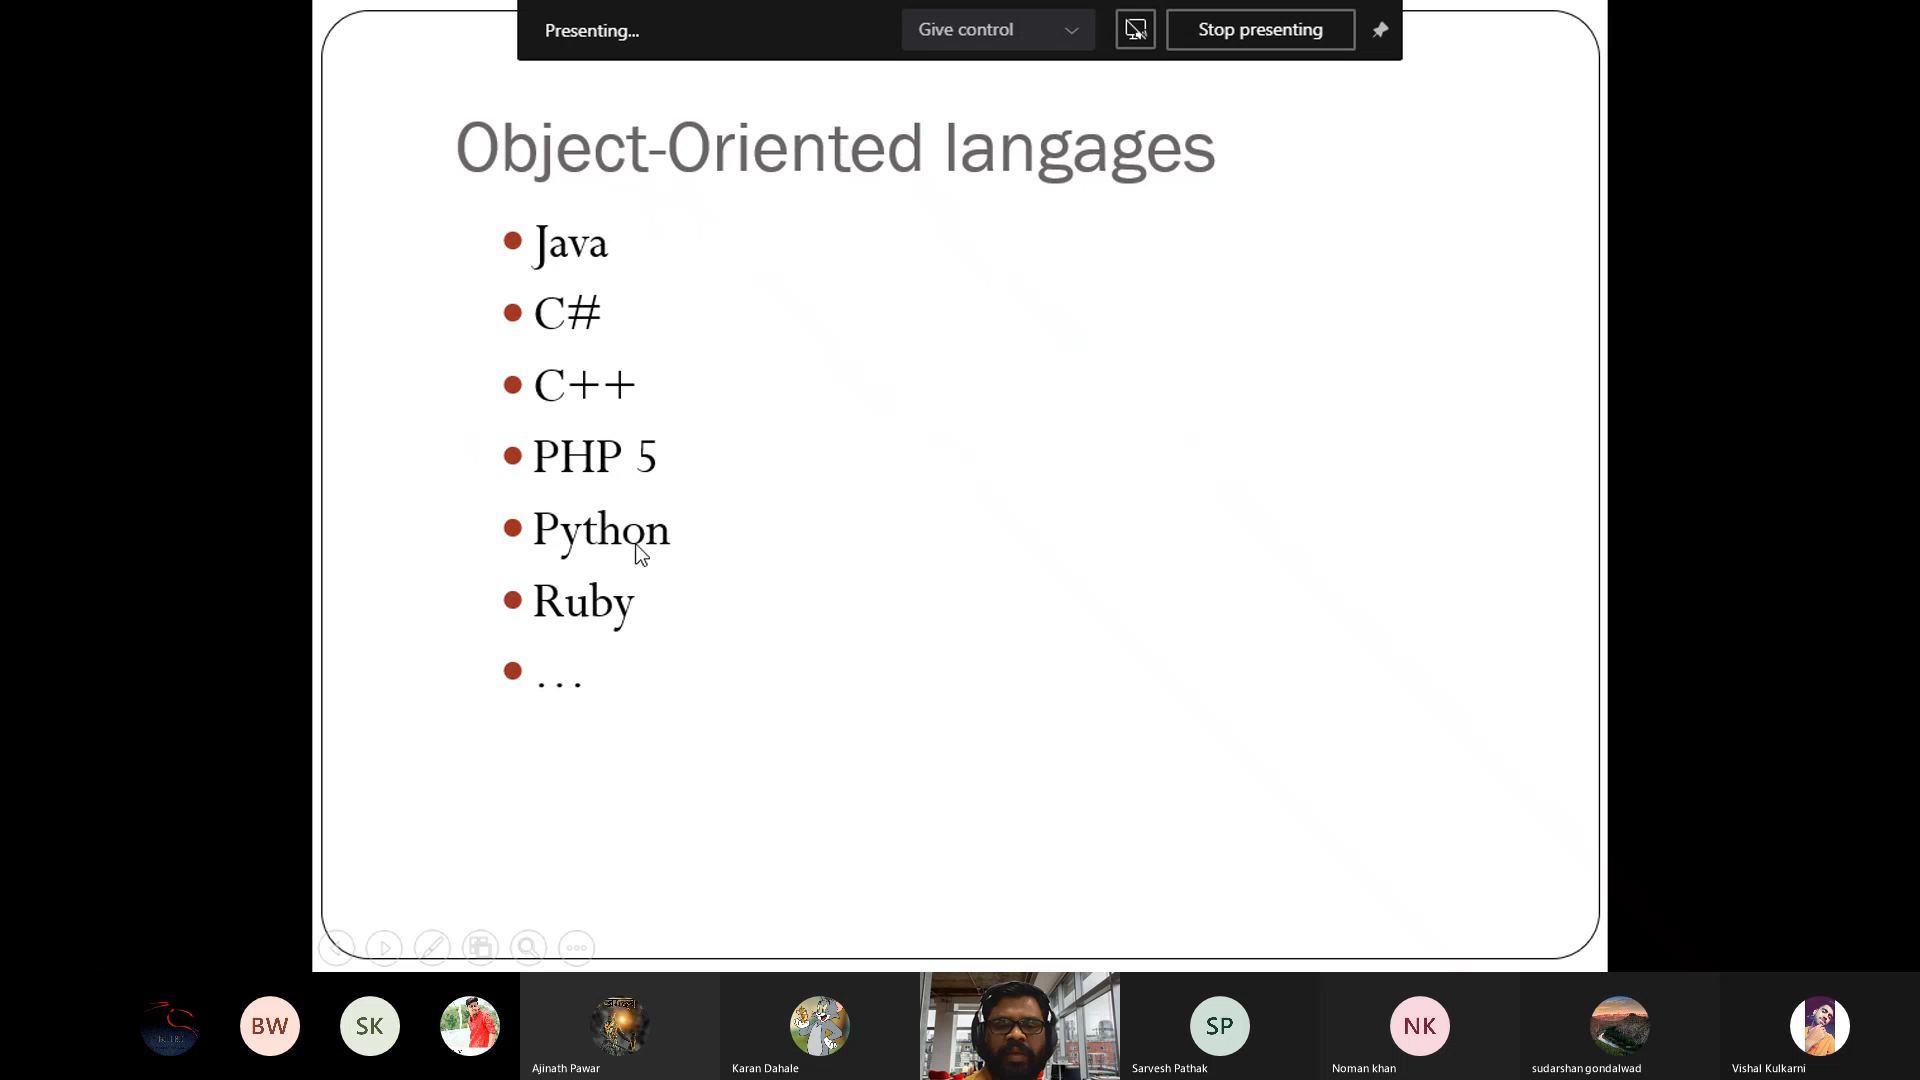 Presenting...
Give control
Stop presenting
Object-Oriented langages
Java
C#
C++
PHP 5
Python
Ruby
...
BW
SK
SP
NK
Ajinath Pawar
Karan Dahale
Sarvesh Pathak
Noman khan
sudarshan gondalwad
Vishal Kulkarni